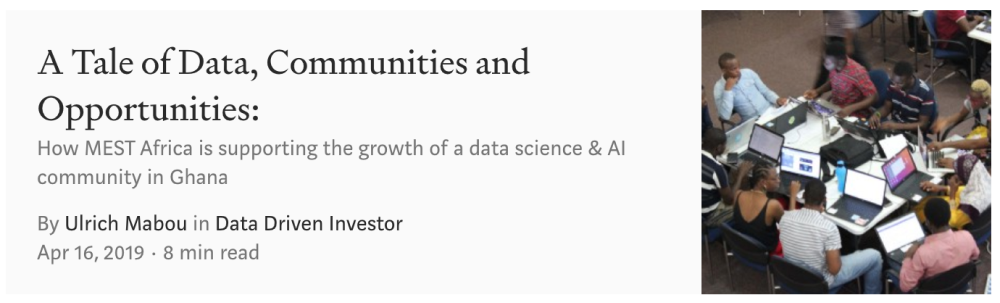 A Tale of Data, Communities and
Opportunities:
How MEST Africa is supporting the growth of a data science & AI
community in Ghana
By Ulrich Mabou in Data Driven Investor
Apr 16, 2019 · 8 min read